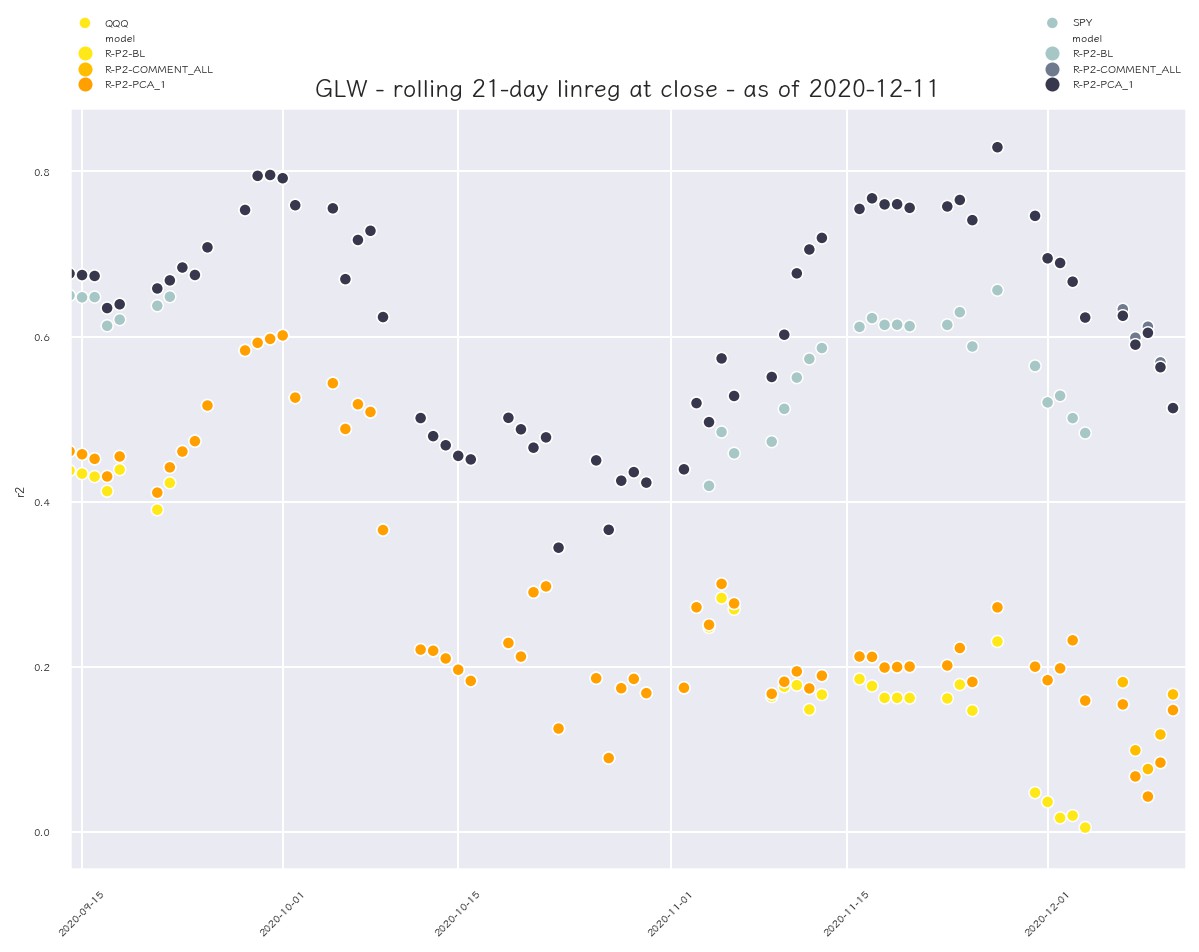 QQQ
model
R-P2-BL
R-P2-COMMENT_ALL
R-P2-PCA_1
SPY
model
R-P2-BL
R-P2-COMMENT_ALL
R-P2-PCA_1
GLW - rolling 21-day linreg at close - as of 2020-12-11
0.8
0.6
0.4
0.2
0.0
r2
2020-09-15
2020-10-01
2020-10-15
2020-11-01
2020-11-15
2020-12-01